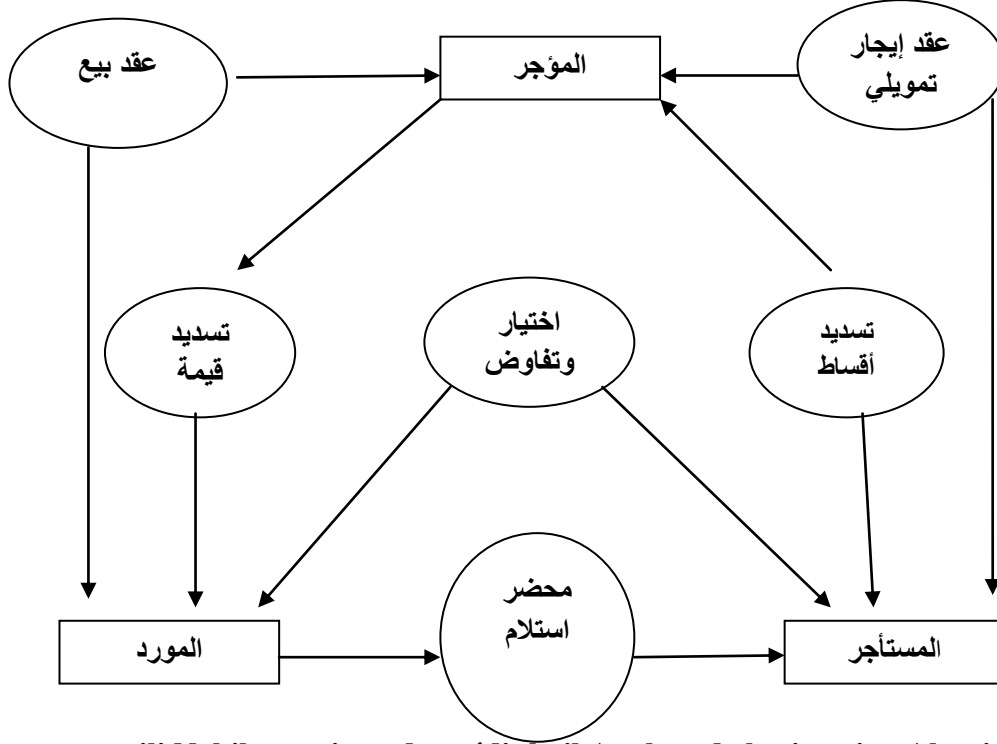 عقد إيجار
تمويلي
المؤجر
عقد بيع
تسديد
أقساط
اختيار
وتفاوض
تسديد
قيمة
محضر
استلام
المستأجر
المورد